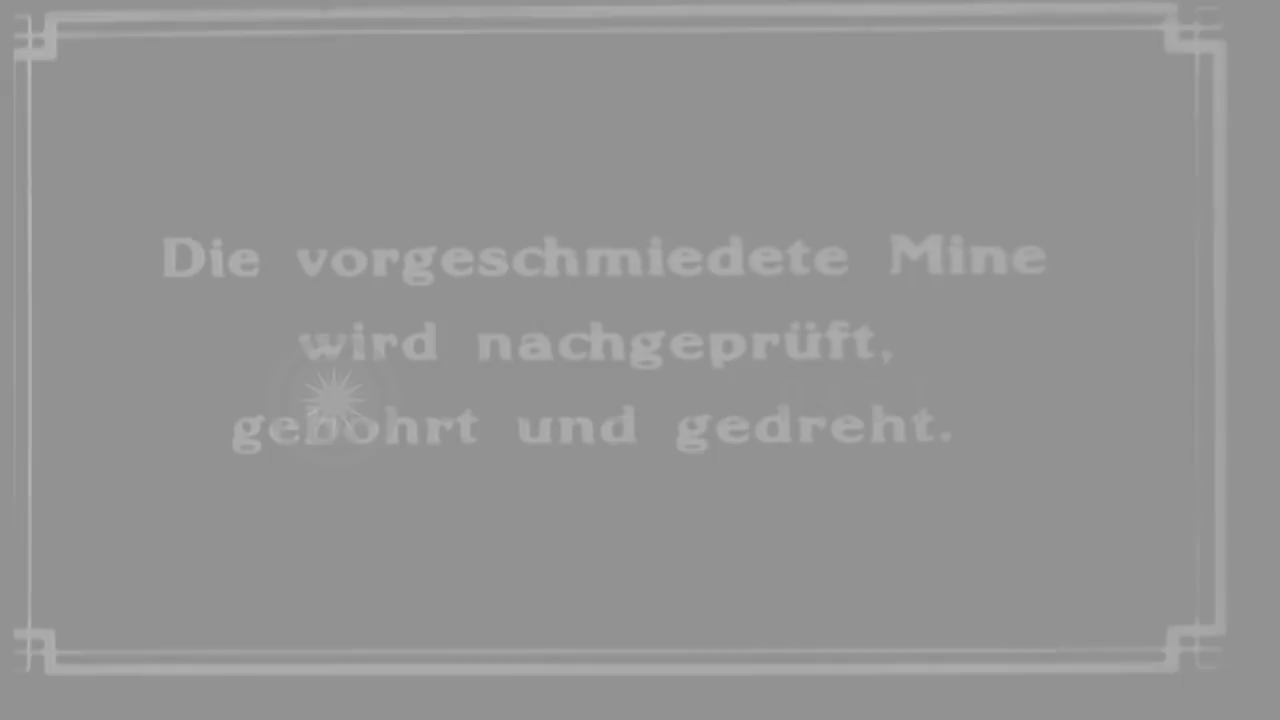 Die vorgeschmiedete Mine
wird nachgeprüft,
gebohrt und gedreht.